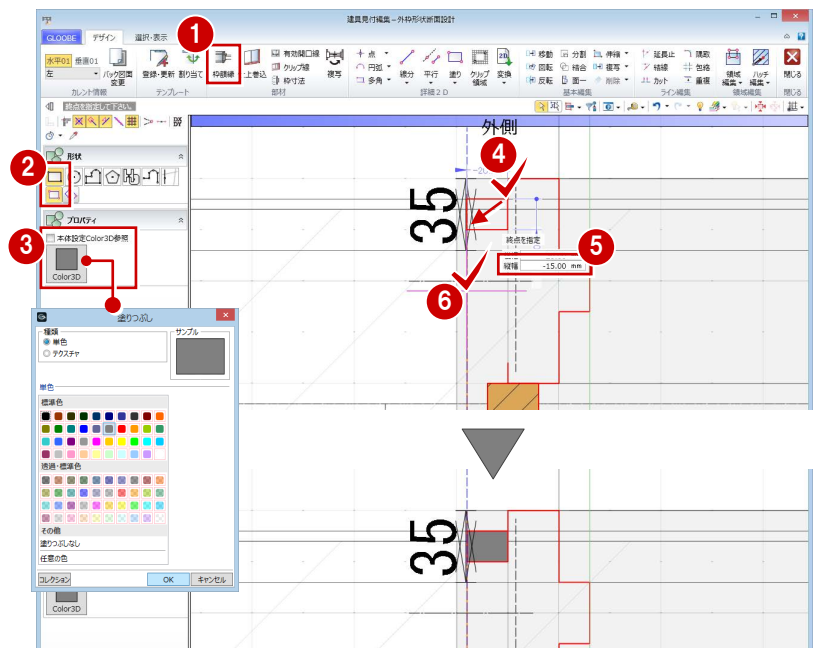 建具見付編集 – 外枠形状断面設計
GLOOBE デザイン 選択・表示
1
水平01 垂直01
左
バック図面変更
登録・更新 割り当て
枠額縁
上巻込
有効開口線
クリップ線
枠寸法
複写
点
円弧
多角
線分 平行 塗り クリップ領域 変換
移動 分割 伸縮
回転 結合 複写
反転 面一 削除
延長止 隅取
結線 包絡
カット 重複
領域編集 ハッチ編集 閉じる
カレント情報 テンプレート 部材 詳細2D 基本編集 ライン編集 領域編集 閉じる
終点を指定して下さい。
外側
形状
2
4
35
プロパティ
3
本体設定Color3D参照
Color3D
終点を指定
5
縦幅 -15.00 mm
6
塗りつぶし
種類
単色
テクスチャ
サンプル
単色
標準色
透過・標準色
その他
塗りつぶしなし
任意の色
コレクション OK キャンセル
35
Color3D